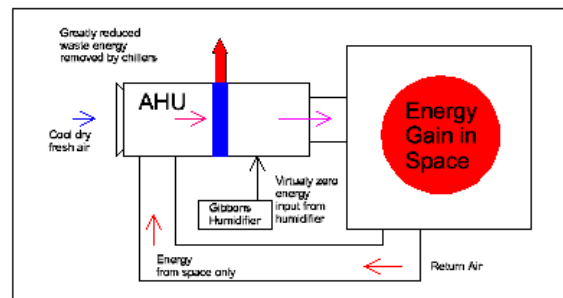 Greatly reduced
waste energy
removed by chillers
AHU
Cool dry
fresh air
Energy
Gain in
Space
Virtualy zero
energy
input from
humidifier
Gibbons
Humidifier
Energy
from space only
Return Air